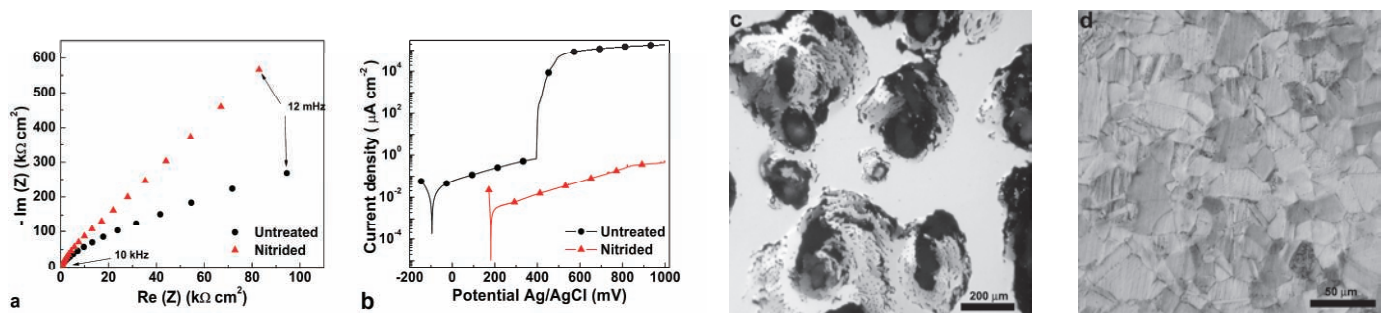 a
600
500
400
300
200
100
0
0 20 40 60 80 100
- Im (Z) (kΩ cm²)
Re (Z) (kΩ cm²)
12 mHz
10 kHz
Untreated
Nitrided
b
10⁴
10²
10⁰
10⁻²
10⁻⁴
-200 0 200 400 600 800 1000
Current density ( μA cm⁻²)
Potential Ag/AgCl (mV)
Untreated
Nitrided
c
200 μm
d
50 μm